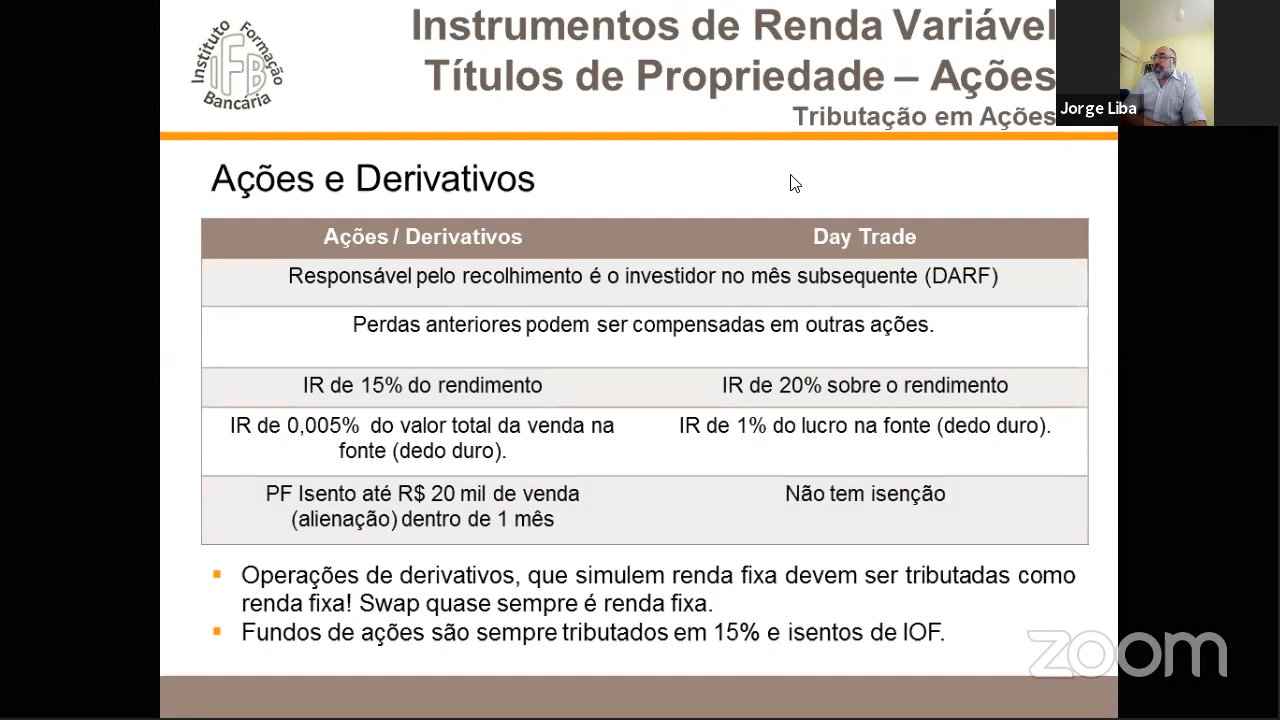 Instituto Formação
IFB
Bancária
Instrumentos de Renda Variável
Títulos de Propriedade – Ações
Tributação em Ações
Jorge Liba
Ações e Derivativos
Ações / Derivativos
Day Trade
Responsável pelo recolhimento é o investidor no mês subsequente (DARF)
Perdas anteriores podem ser compensadas em outras ações.
IR de 15% do rendimento
IR de 20% sobre o rendimento
IR de 0,005% do valor total da venda na
fonte (dedo duro).
IR de 1% do lucro na fonte (dedo duro).
PF Isento até R$ 20 mil de venda
(alienação) dentro de 1 mês
Não tem isenção
Operações de derivativos, que simulem renda fixa devem ser tributadas como
renda fixa! Swap quase sempre é renda fixa.
Fundos de ações são sempre tributados em 15% e isentos de IOF.
zoom